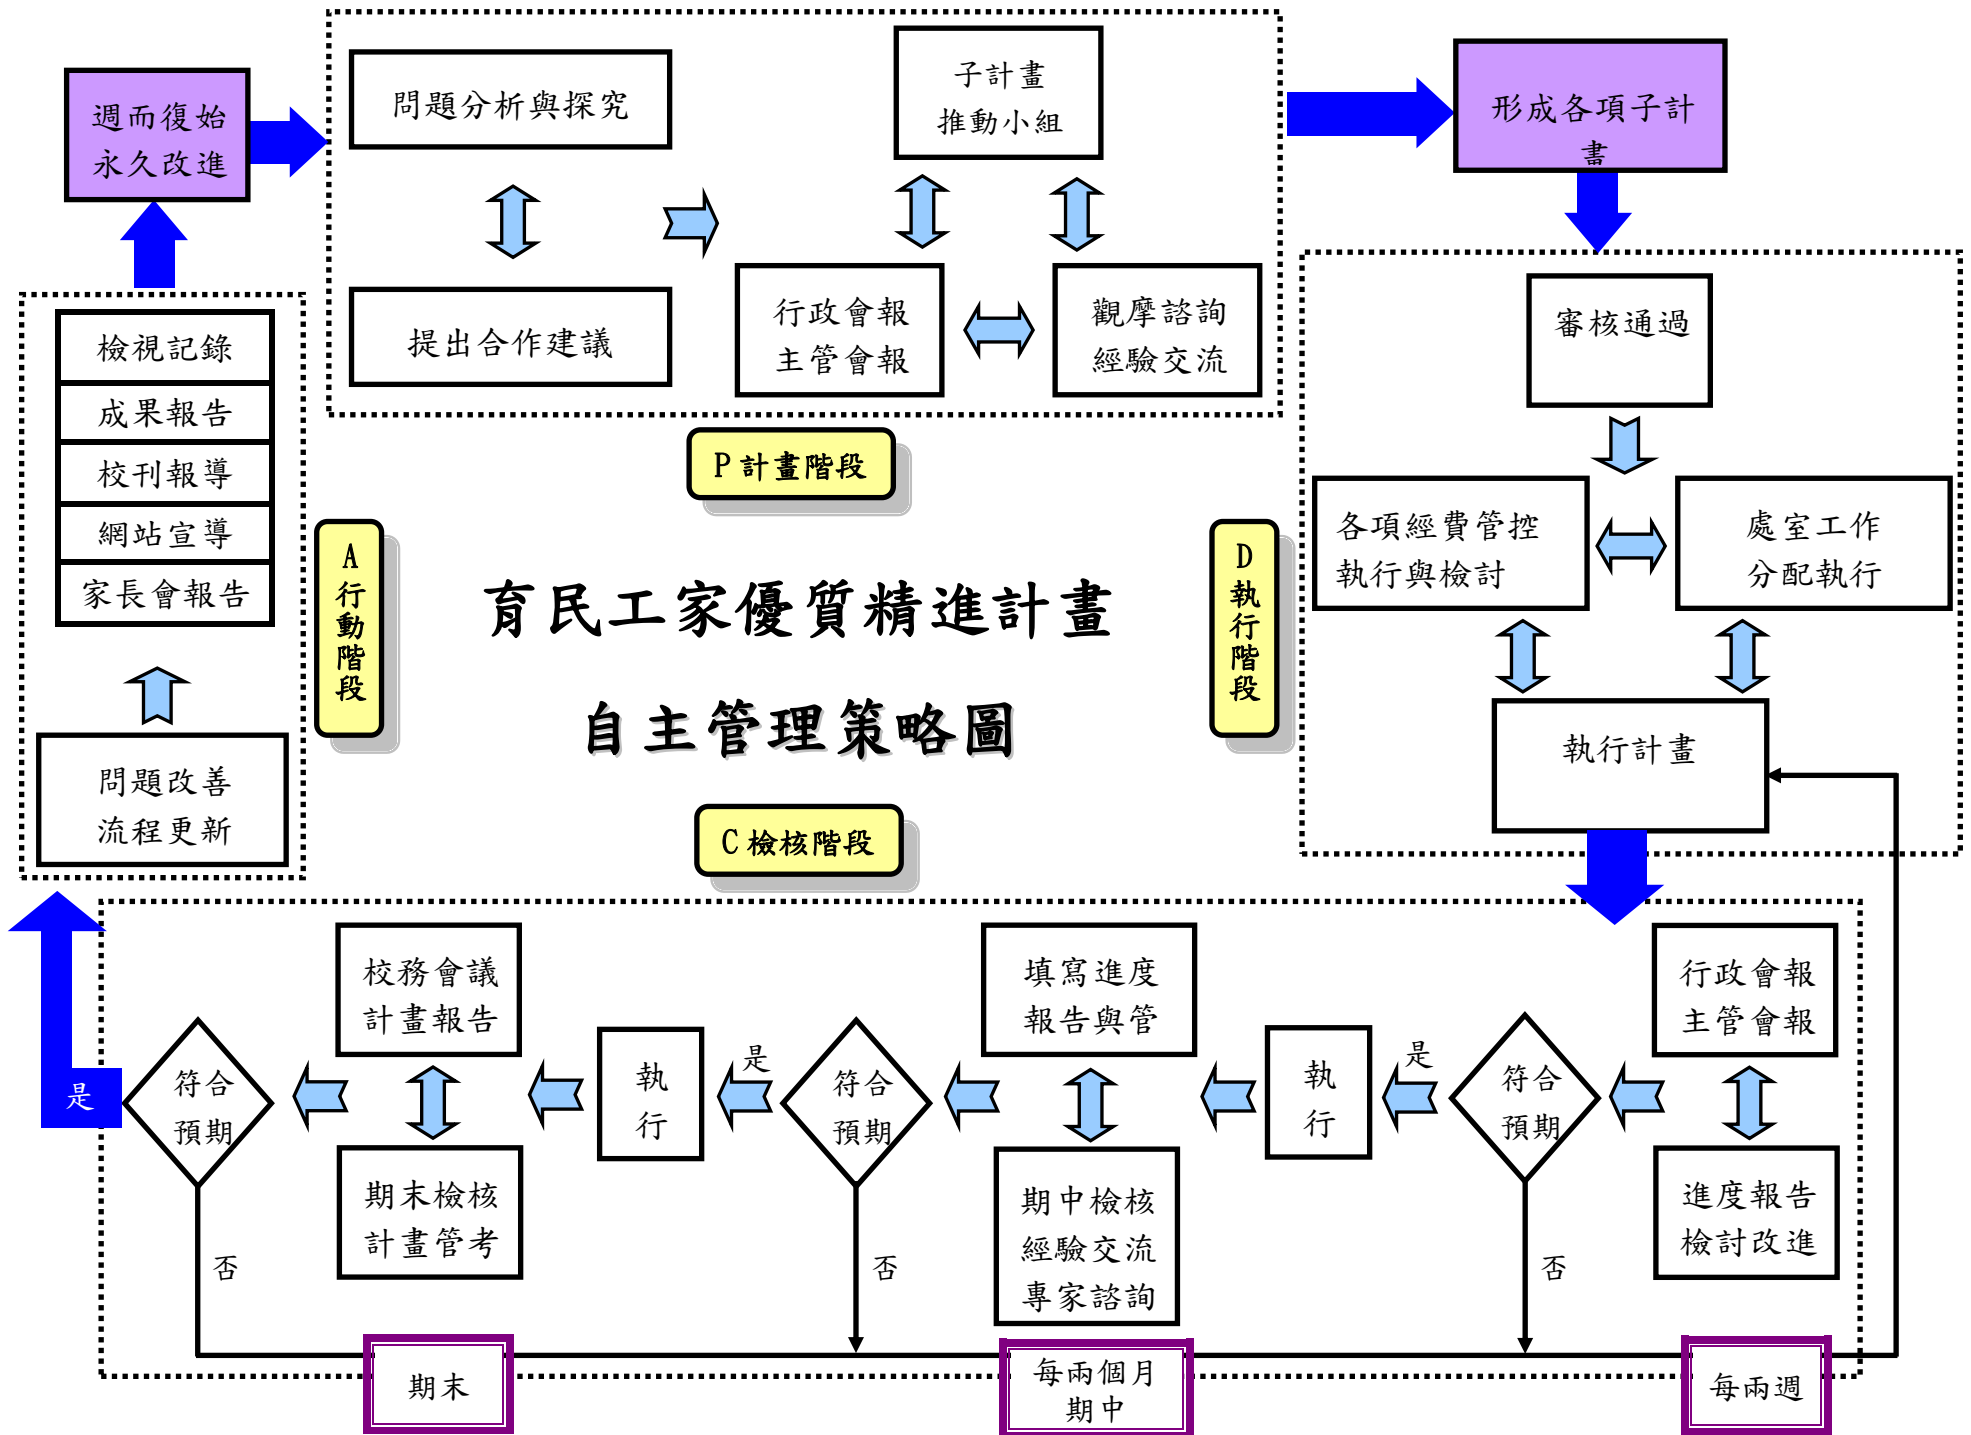 週而復始
永久改進
問題分析與探究
提出合作建議
子計畫
推動小組
行政會報
主管會報
觀摩諮詢
經驗交流
形成各項子計
畫
審核通過
各項經費管控
執行與檢討
處室工作
分配執行
執行計畫
檢視記錄
成果報告
校刊報導
網站宣導
家長會報告
問題改善
流程更新
P 計畫階段
A
行
動
階
段
D
執
行
階
段
育民工家優質精進計畫
自主管理策略圖
C 檢核階段
行政會報
主管會報
進度報告
檢討改進
符合
預期
是
否
執
行
填寫進度
報告與管
期中檢核
經驗交流
專家諮詢
符合
預期
是
否
執
行
校務會議
計畫報告
期末檢核
計畫管考
符合
預期
是
否
期末
每兩個月
期中
每兩週